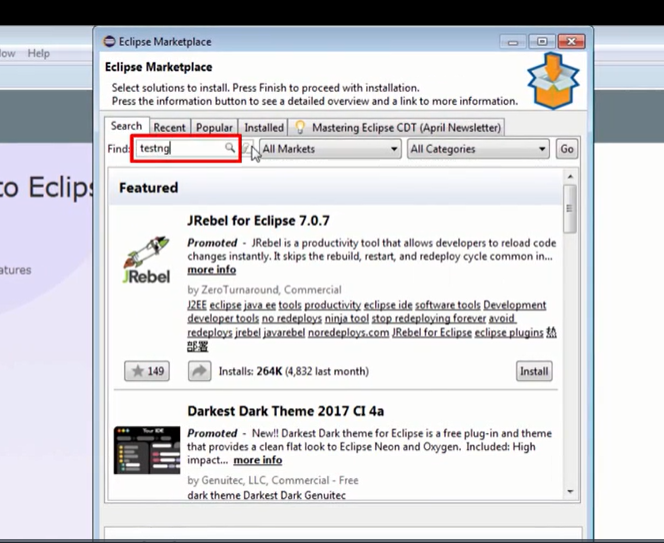 Eclipse Marketplace
ow Help
Eclipse Marketplace
Select solutions to install. Press Finish to proceed with installation.
Press the information button to see a detailed overview and a link to more information.
Search Recent Popular Installed Mastering Eclipse CDT (April Newsletter)
Find: testng All Markets All Categories Go
to Eclips
atures
Featured
JRebel for Eclipse 7.0.7
Promoted - JRebel is a productivity tool that allows developers to reload code
changes instantly. It skips the rebuild, restart, and redeploy cycle common in...
more info
JRebel
by ZeroTurnaround, Commercial
J2EE eclipse java ee tools productivity eclipse ide software tools Development
developer tools no redeploys ninja tool stop redeploying forever avoid
redeploys jrebel javarebel noredeploys.com JRebel for Eclipse eclipse plugins 热
部署
149 Installs: 264K (4,832 last month) Install
Darkest Dark Theme 2017 CI 4a
Promoted - New!! Darkest Dark theme for Eclipse is a free plug-in and theme
that provides a clean flat look to Eclipse Neon and Oxygen. Included: High
impact... more info
by Genuitec, LLC, Commercial - Free
dark theme Darkest Dark Genuitec